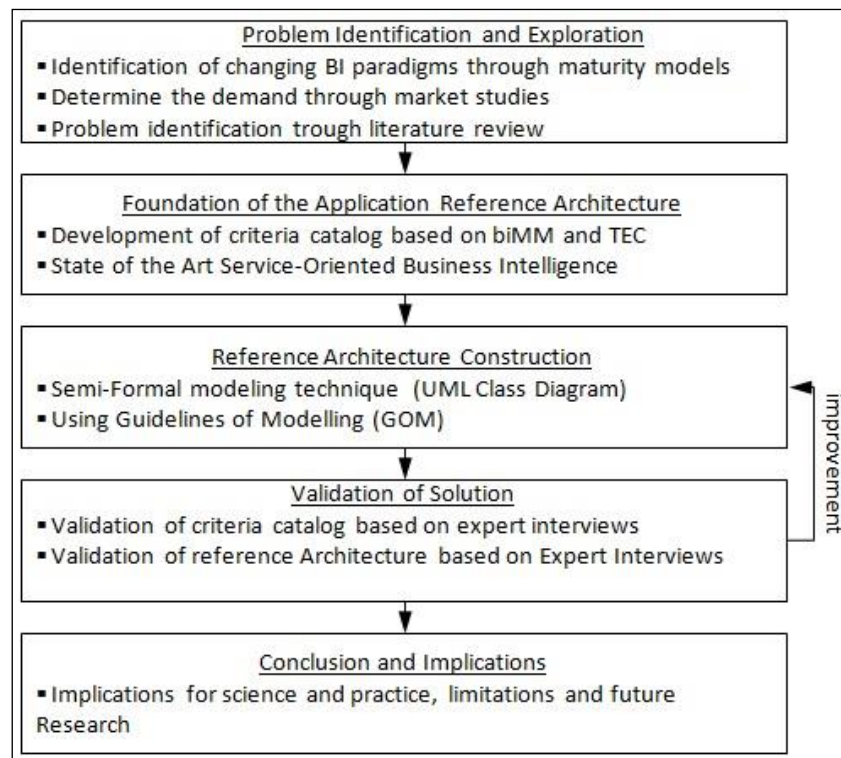 Problem Identification and Exploration
▪ Identification of changing BI paradigms through maturity models
▪ Determine the demand through market studies
▪ Problem identification trough literature review
Foundation of the Application Reference Architecture
▪ Development of criteria catalog based on biMM and TEC
▪ State of the Art Service-Oriented Business Intelligence
Reference Architecture Construction
▪ Semi-Formal modeling technique (UML Class Diagram)
▪ Using Guidelines of Modelling (GOM)
improvement
Validation of Solution
▪ Validation of criteria catalog based on expert interviews
▪ Validation of reference Architecture based on Expert Interviews
Conclusion and Implications
▪ Implications for science and practice, limitations and future
Research